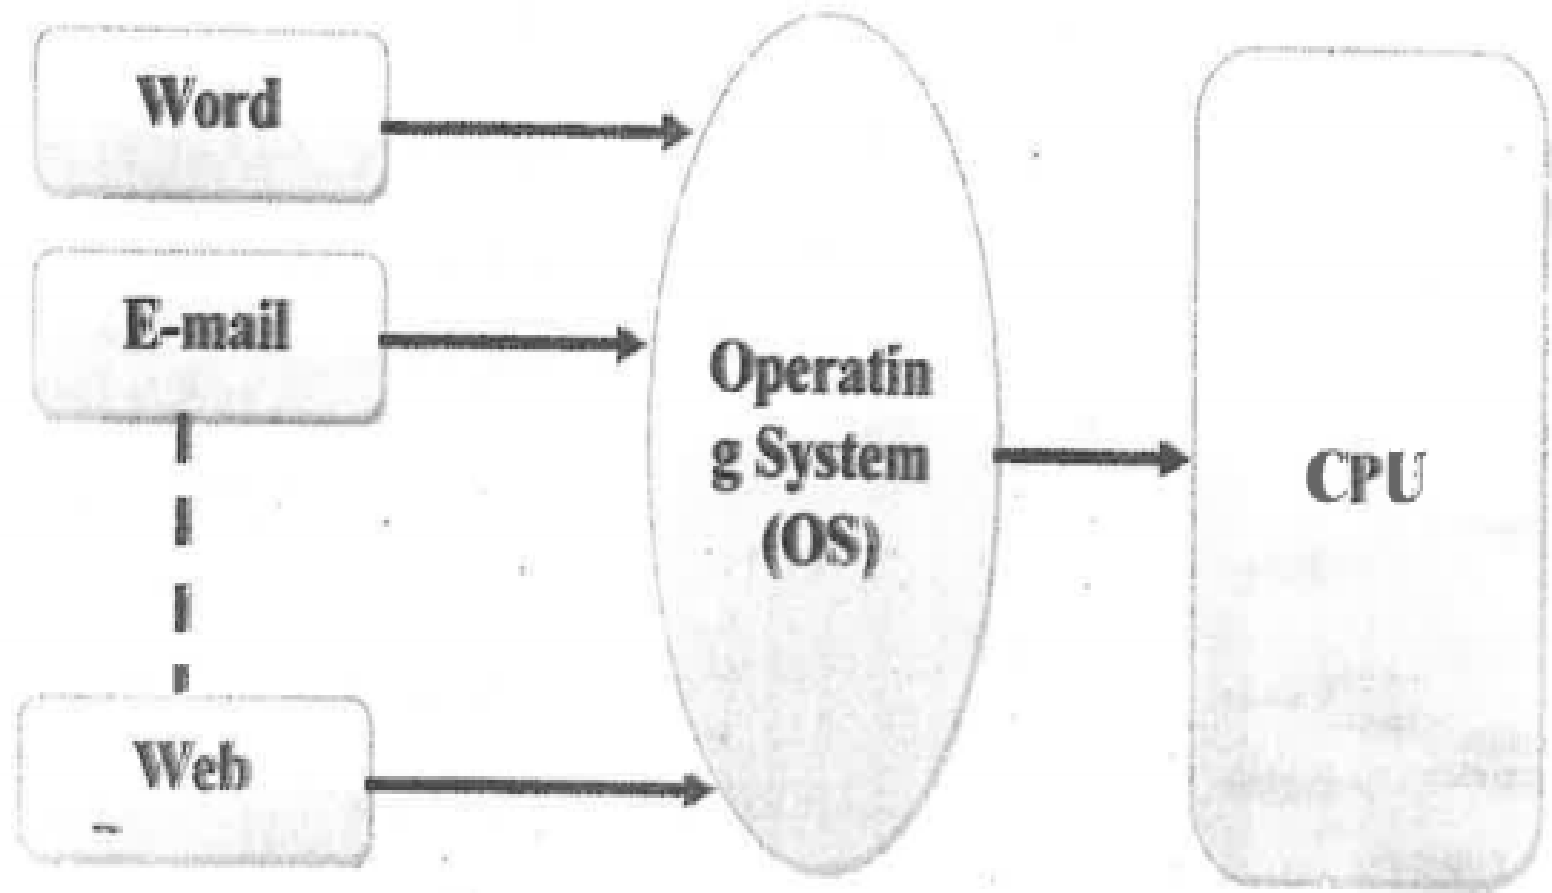 Word
E-mail
Operatin
g System
(OS)
CPU
Web